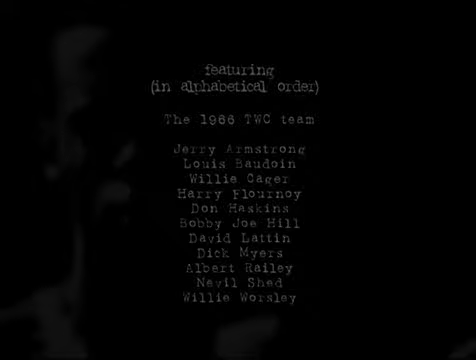 featuring
(in alphabetical order)
The 1966 TWC team
Jerry Armstrong
Louis Baudoin
Willie Cager
Harry Flournoy
Don Haskins
Bobby Joe Hill
David Lattin
Dick Myers
Albert Railey
Nevil Shed
Willie Worsley